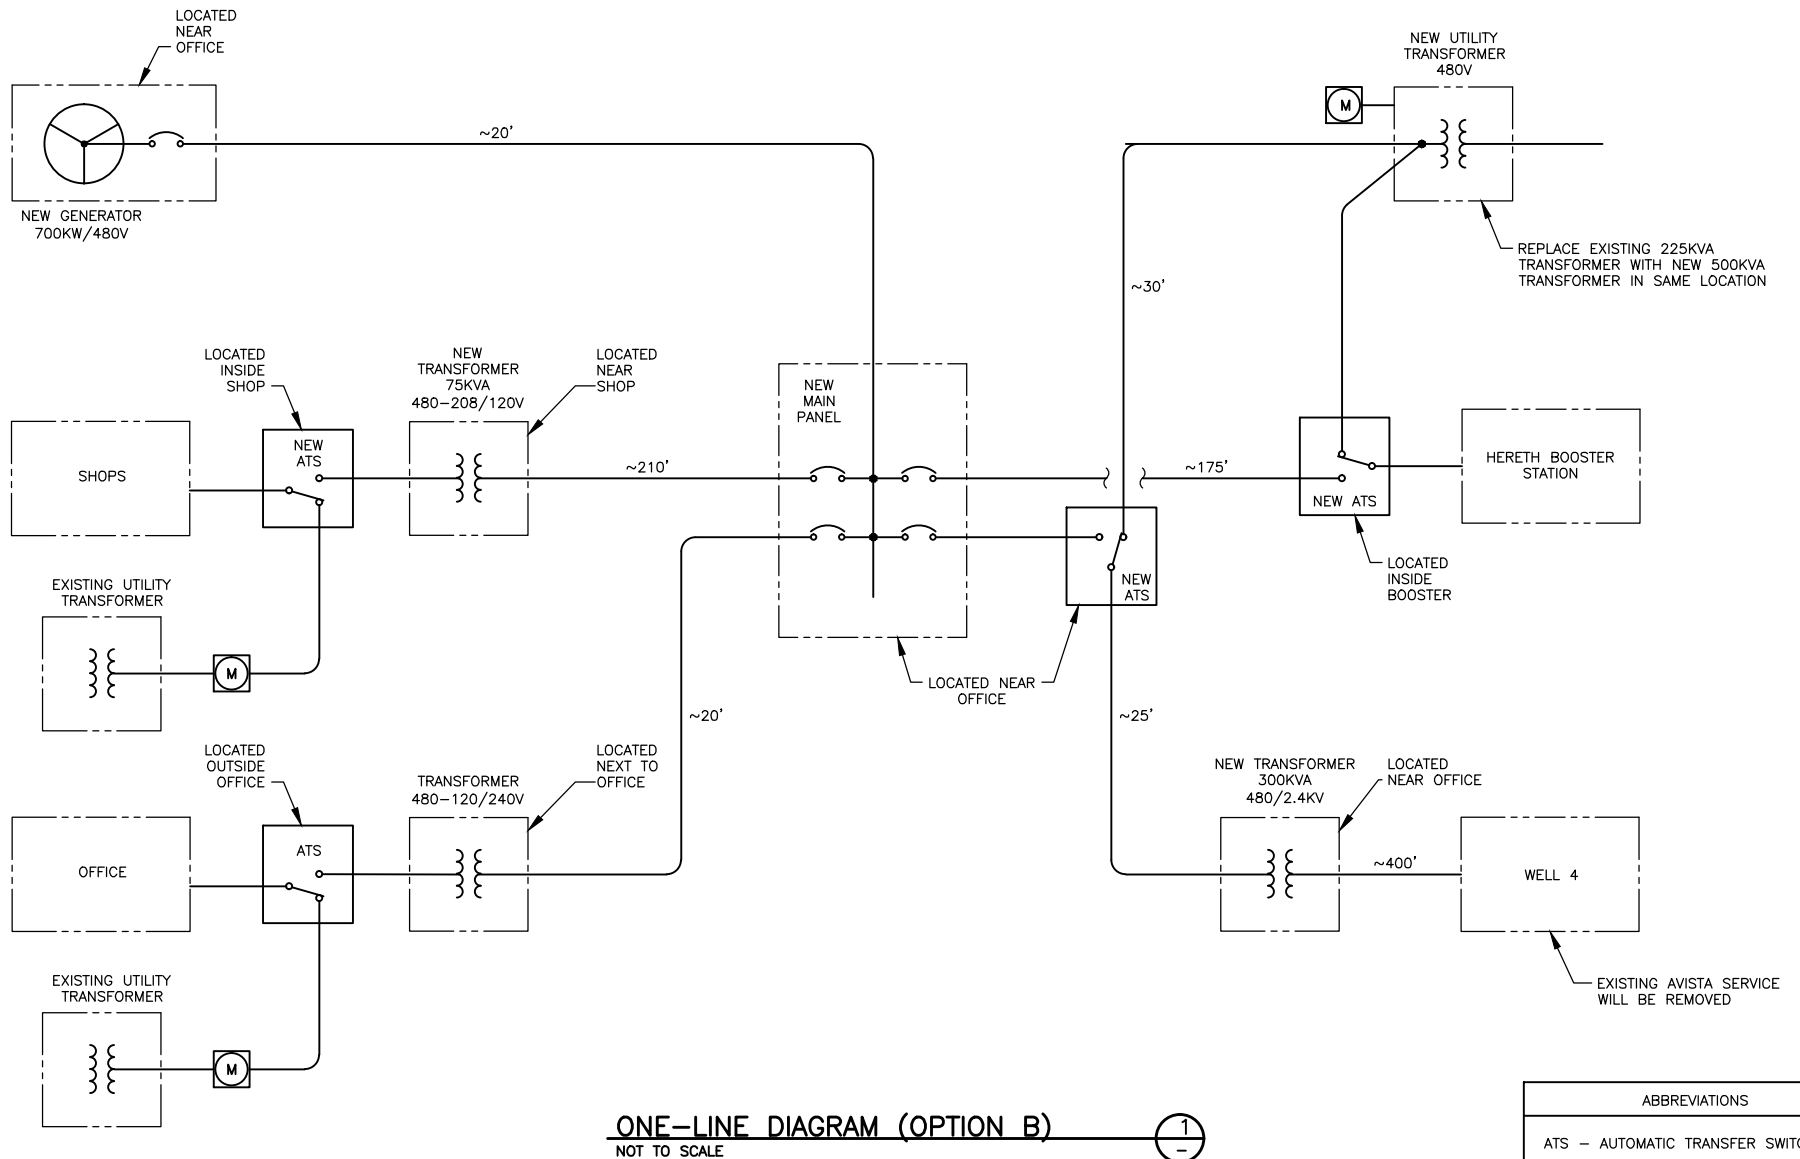 LOCATED
NEAR
OFFICE
NEW GENERATOR
700KW/480V
~20'
NEW UTILITY
TRANSFORMER
480V
M
REPLACE EXISTING 225KVA
TRANSFORMER WITH NEW 500KVA
TRANSFORMER IN SAME LOCATION
~30'
LOCATED
INSIDE
SHOP
NEW
TRANSFORMER
75KVA
480-208/120V
LOCATED
NEAR
SHOP
NEW
MAIN
PANEL
SHOPS
NEW
ATS
~210'
~175'
NEW ATS
HERETH BOOSTER
STATION
LOCATED
INSIDE
BOOSTER
NEW
ATS
EXISTING UTILITY
TRANSFORMER
M
LOCATED NEAR
OFFICE
~20'
~25'
LOCATED
OUTSIDE
OFFICE
TRANSFORMER
480-120/240V
LOCATED
NEXT TO
OFFICE
NEW TRANSFORMER
300KVA
480/2.4KV
LOCATED
NEAR OFFICE
OFFICE
ATS
~400'
WELL 4
EXISTING AVISTA SERVICE
WILL BE REMOVED
EXISTING UTILITY
TRANSFORMER
M
ONE-LINE DIAGRAM (OPTION B)
NOT TO SCALE
1
-
ABBREVIATIONS
ATS - AUTOMATIC TRANSFER